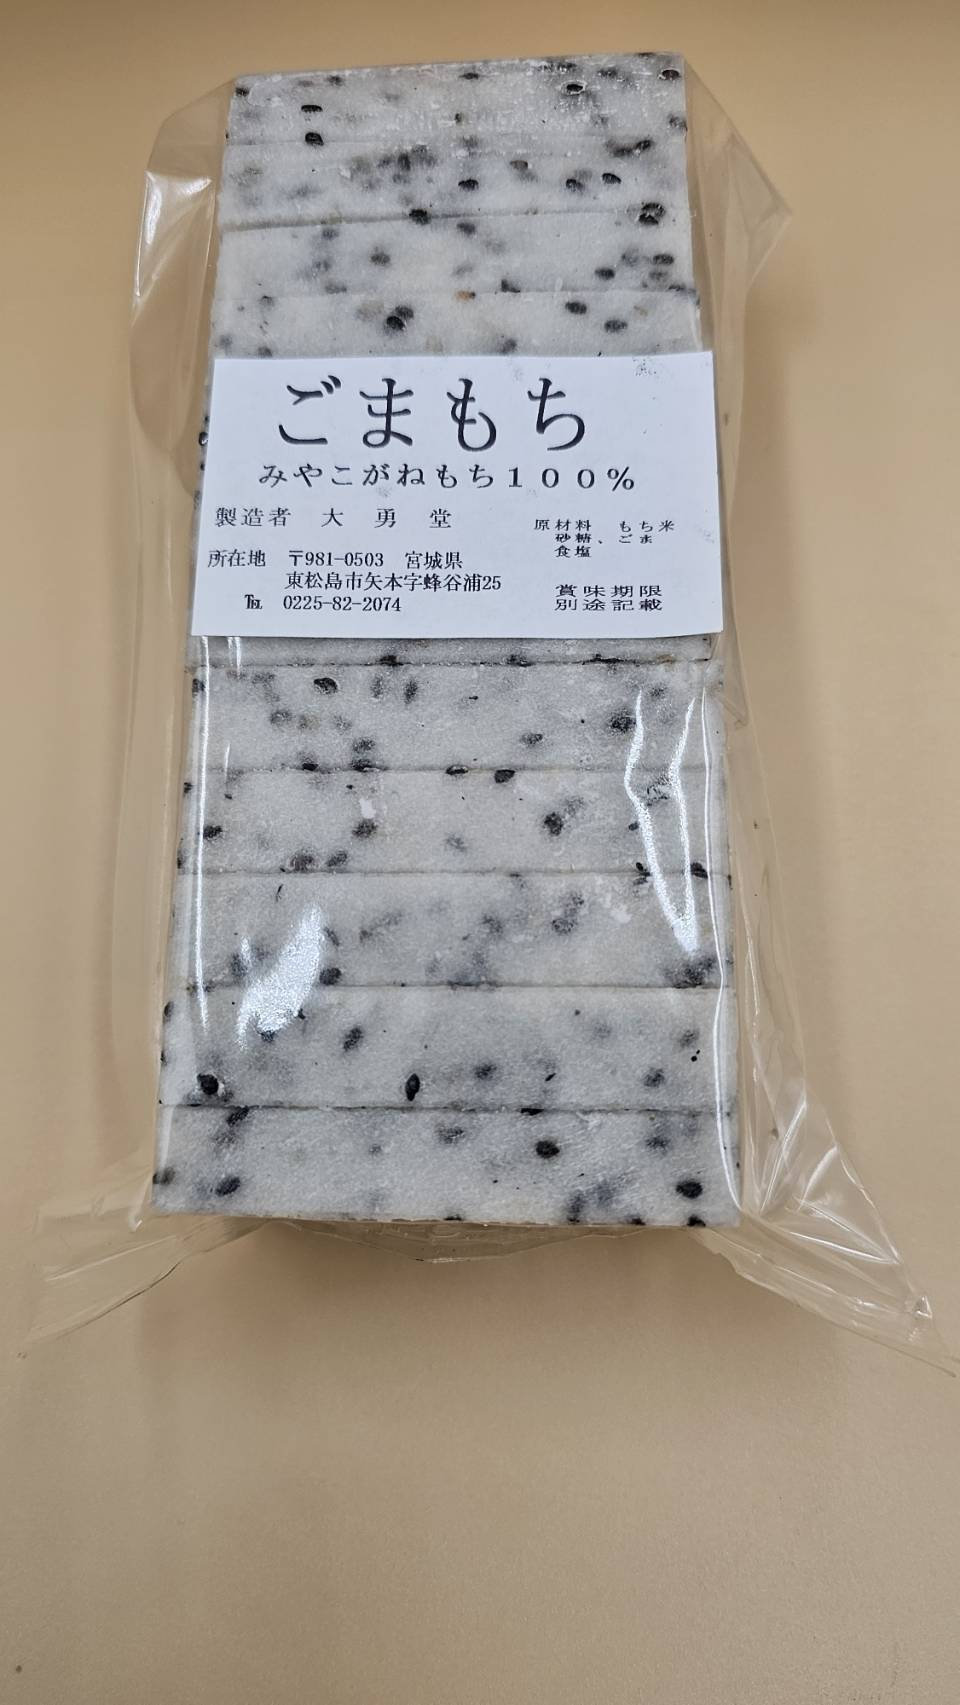 ごまもち
みやこがねもち100%
製造者 大勇堂
所在地 〒981-0503 宮城県
東松島市矢本字蜂谷浦25
℡ 0225-82-2074
原材料 もち米
砂糖、ごま
食塩
賞味期限
別途記載